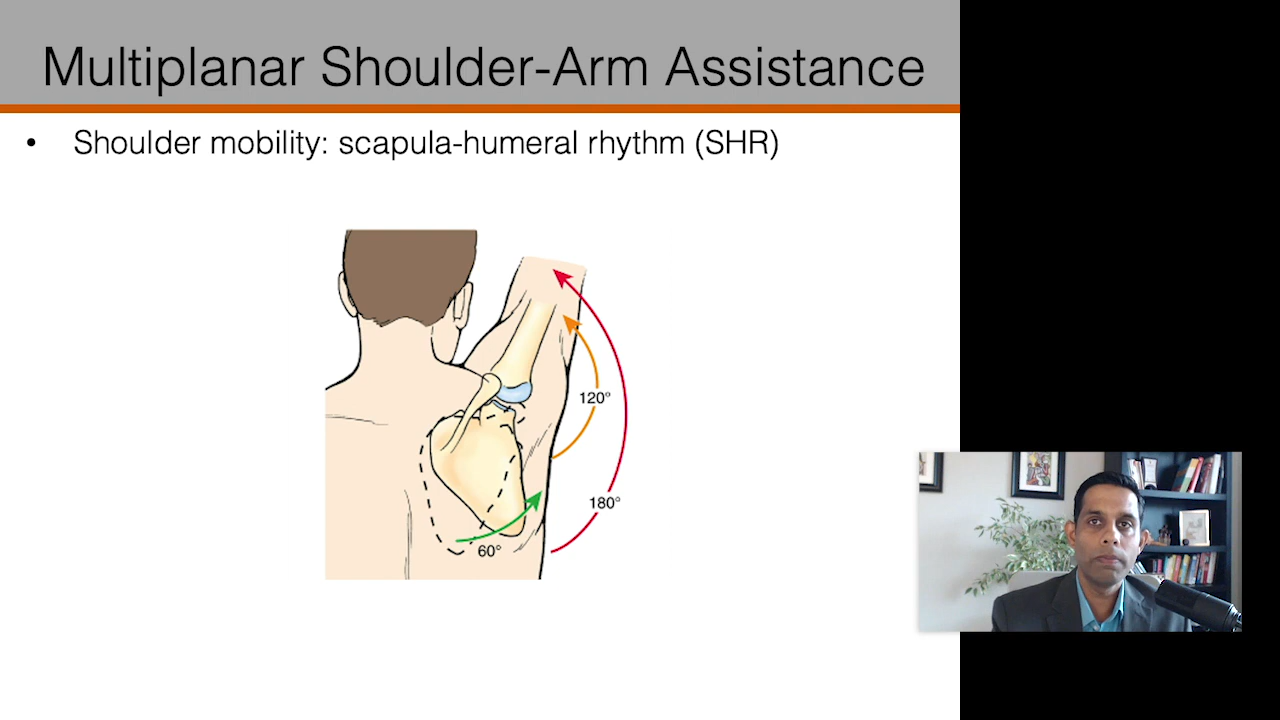 Multiplanar Shoulder-Arm Assistance
• Shoulder mobility: scapula-humeral rhythm (SHR)
120°
180°
60°